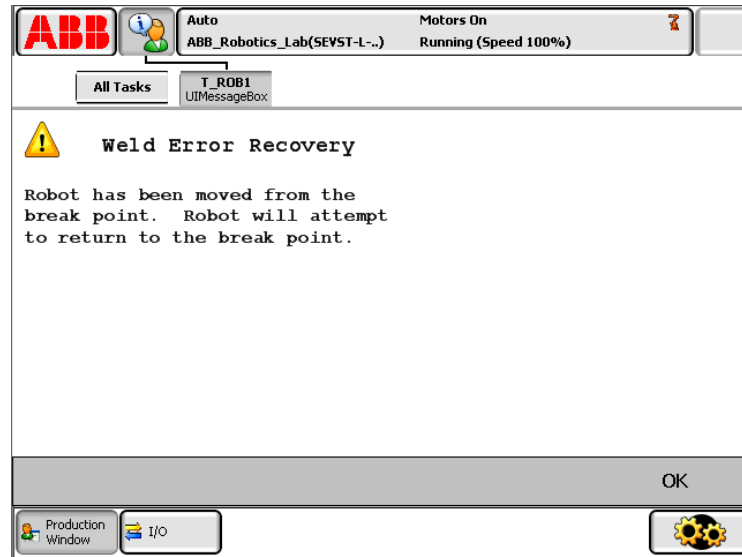 ABB
Auto
ABB_Robotics_Lab(SEVST-L-..)
Motors On
Running (Speed 100%)
All Tasks
T_ROB1
UIMessageBox
Weld Error Recovery
Robot has been moved from the
break point.  Robot will attempt
to return to the break point.
OK
Production
Window
I/O